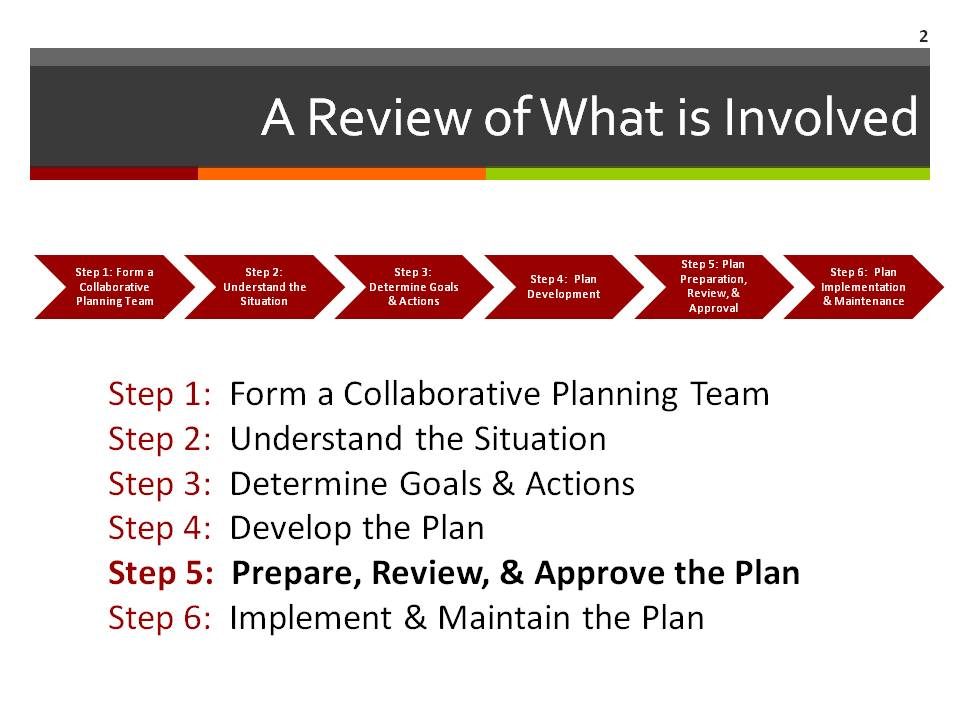 2
A Review of What is Involved
Step 1: Form a
Collaborative
Planning Team
Step 2:
Understand the
Situation
Step 3:
Determine Goals
& Actions
Step 4: Plan
Development
Step 5: Plan
Preparation,
Review, &
Approval
Step 6: Plan
Implementation
& Maintenance
Step 1: Form a Collaborative Planning Team
Step 2: Understand the Situation
Step 3: Determine Goals & Actions
Step 4: Develop the Plan
Step 5: Prepare, Review, & Approve the Plan
Step 6: Implement & Maintain the Plan